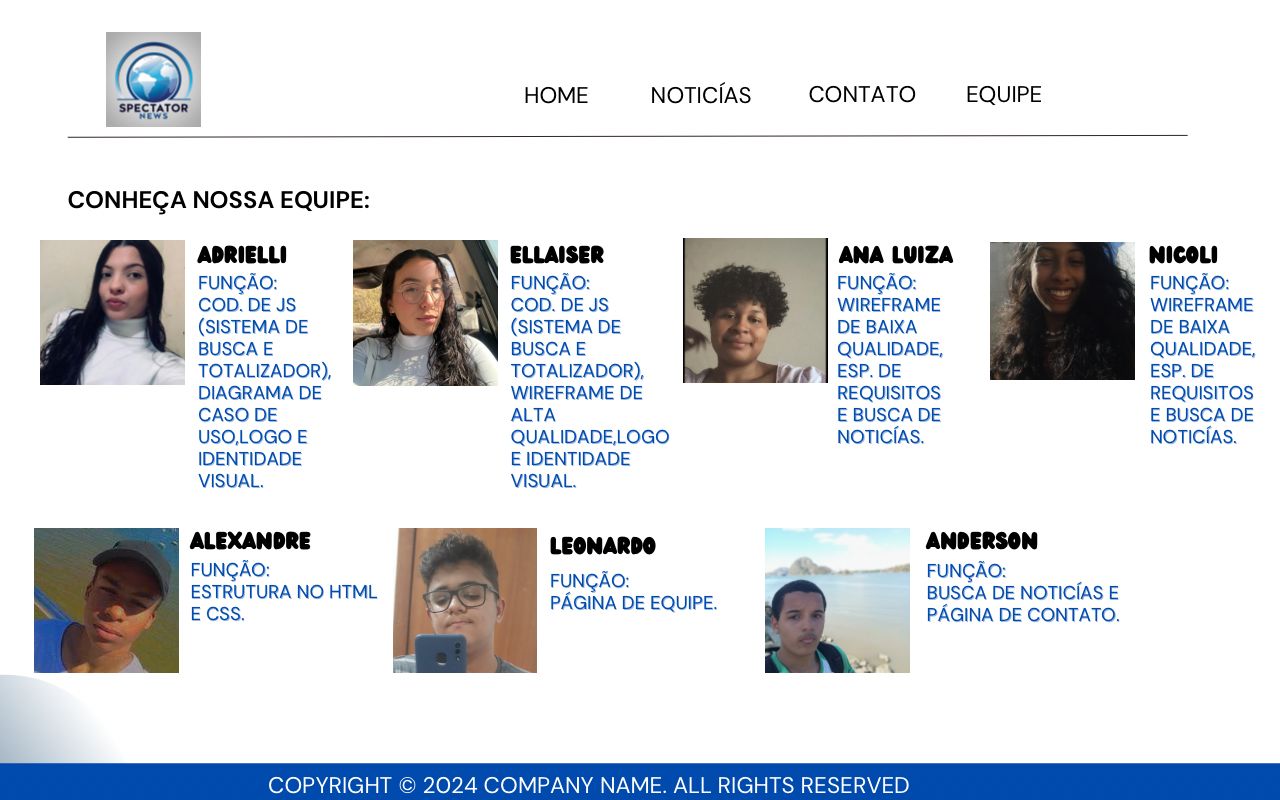 SPECTATOR
NEWS
HOME
NOTICÍAS
CONTATO
EQUIPE
CONHEÇA NOSSA EQUIPE:
ADRIELLI
FUNÇÃO:
COD. DE JS
(SISTEMA DE
BUSCA E
TOTALIZADOR),
DIAGRAMA DE
CASO DE
USO,LOGO E
IDENTIDADE
VISUAL.
ELLAISER
FUNÇÃO:
COD. DE JS
(SISTEMA DE
BUSCA E
TOTALIZADOR),
WIREFRAME DE
ALTA
QUALIDADE,LOGO
E IDENTIDADE
VISUAL.
ANA LUIZA
FUNÇÃO:
WIREFRAME
DE BAIXA
QUALIDADE,
ESP. DE
REQUISITOS
E BUSCA DE
NOTICÍAS.
NICOLI
FUNÇÃO:
WIREFRAME
DE BAIXA
QUALIDADE,
ESP. DE
REQUISITOS
E BUSCA DE
NOTICÍAS.
ALEXANDRE
FUNÇÃO:
ESTRUTURA NO HTML
E CSS.
LEONARDO
FUNÇÃO:
PÁGINA DE EQUIPE.
ANDERSON
FUNÇÃO:
BUSCA DE NOTICÍAS E
PÁGINA DE CONTATO.
COPYRIGHT © 2024 COMPANY NAME. ALL RIGHTS RESERVED